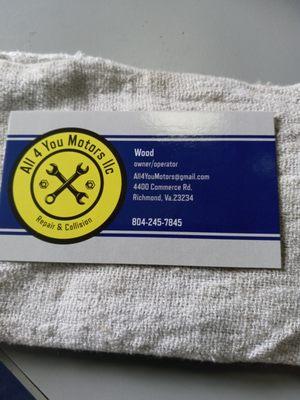 All 4 You Motors llc
Repair & Collision
Wood
owner/operator
All4YouMotors@gmail.com
4400 Commerce Rd.
Richmond, Va.23234
804-245-7845